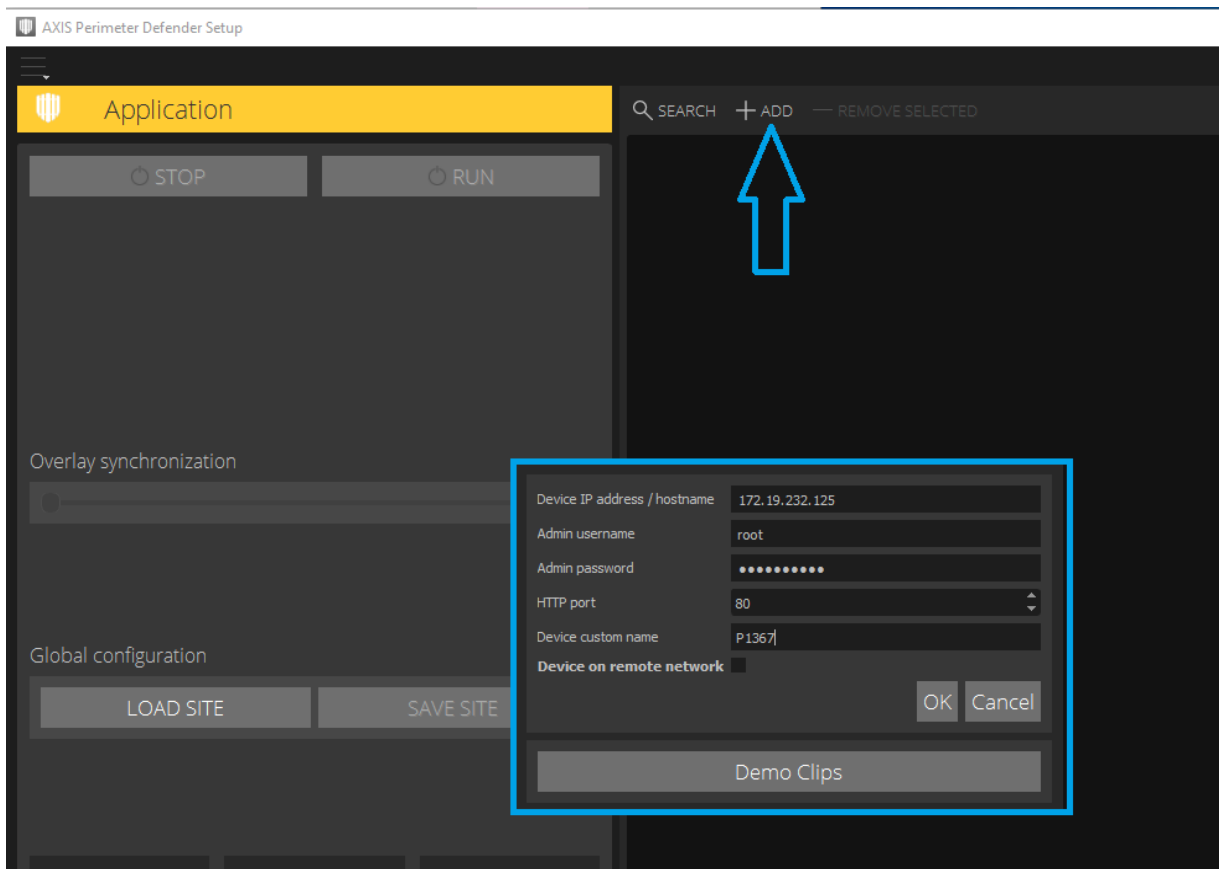 AXIS Perimeter Defender Setup
Application
SEARCH ADD REMOVE SELECTED
STOP RUN
Overlay synchronization
Device IP address / hostname 172.19.232.125
Admin username root
Admin password ●●●●●●●●●●
HTTP port 80
Device custom name P1367
Device on remote network
Global configuration
LOAD SITE SAVE SITE
OK Cancel
Demo Clips